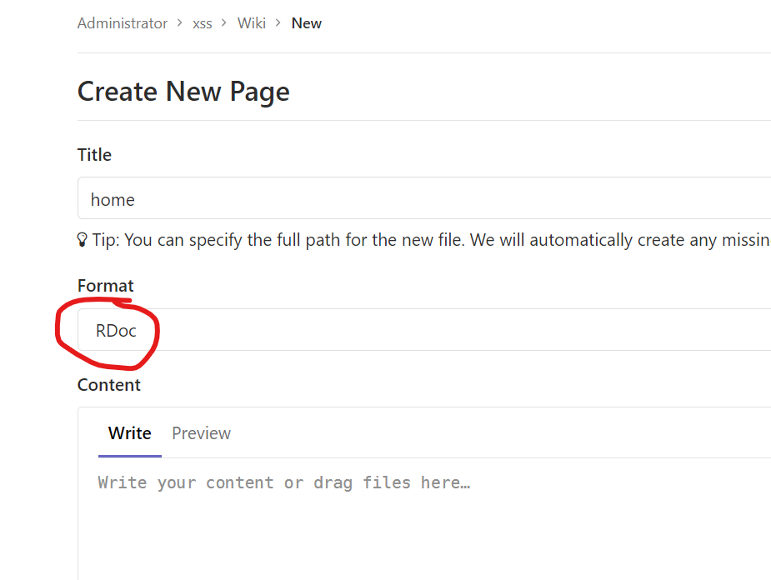 Administrator > xss > Wiki > New
Create New Page
Title
home
Tip: You can specify the full path for the new file. We will automatically create any missin
Format
RDoc
Content
Write Preview
Write your content or drag files here…